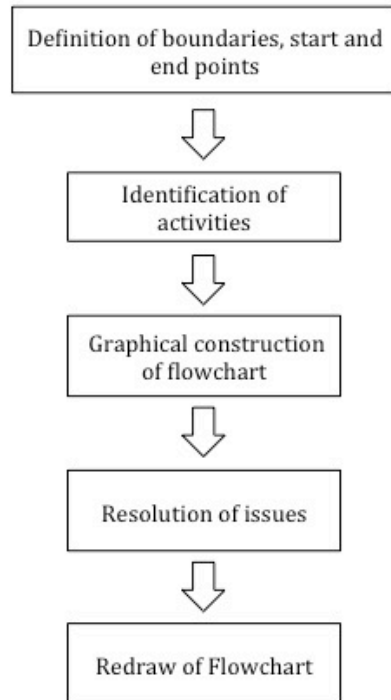 Definition of boundaries, start and
end points
Identification of
activities
Graphical construction
of flowchart
Resolution of issues
Redraw of Flowchart